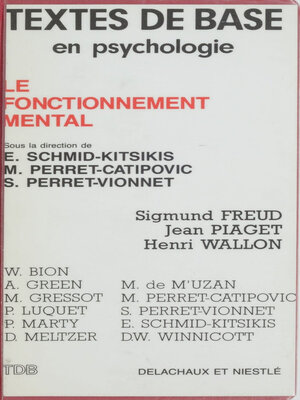 TEXTES DE BASE
en psychologie
LE
FONCTIONNEMENT
MENTAL
Sous la direction de
E. SCHMID-KITSIKIS
M. PERRET-CATIPOVIC
S. PERRET-VIONNET
Sigmund FREUD
Jean PIAGET
Henri WALLON
W. BION
A. GREEN
M. GRESSOT
P. LUQUET
P. MARTY
D. MELTZER
M. de M'UZAN
M. PERRET-CATIPOVIC
S. PERRET-VIONNET
E. SCHMID-KITSIKIS
DW. WINNICOTT
TDB
DELACHAUX ET NIESTLÉ